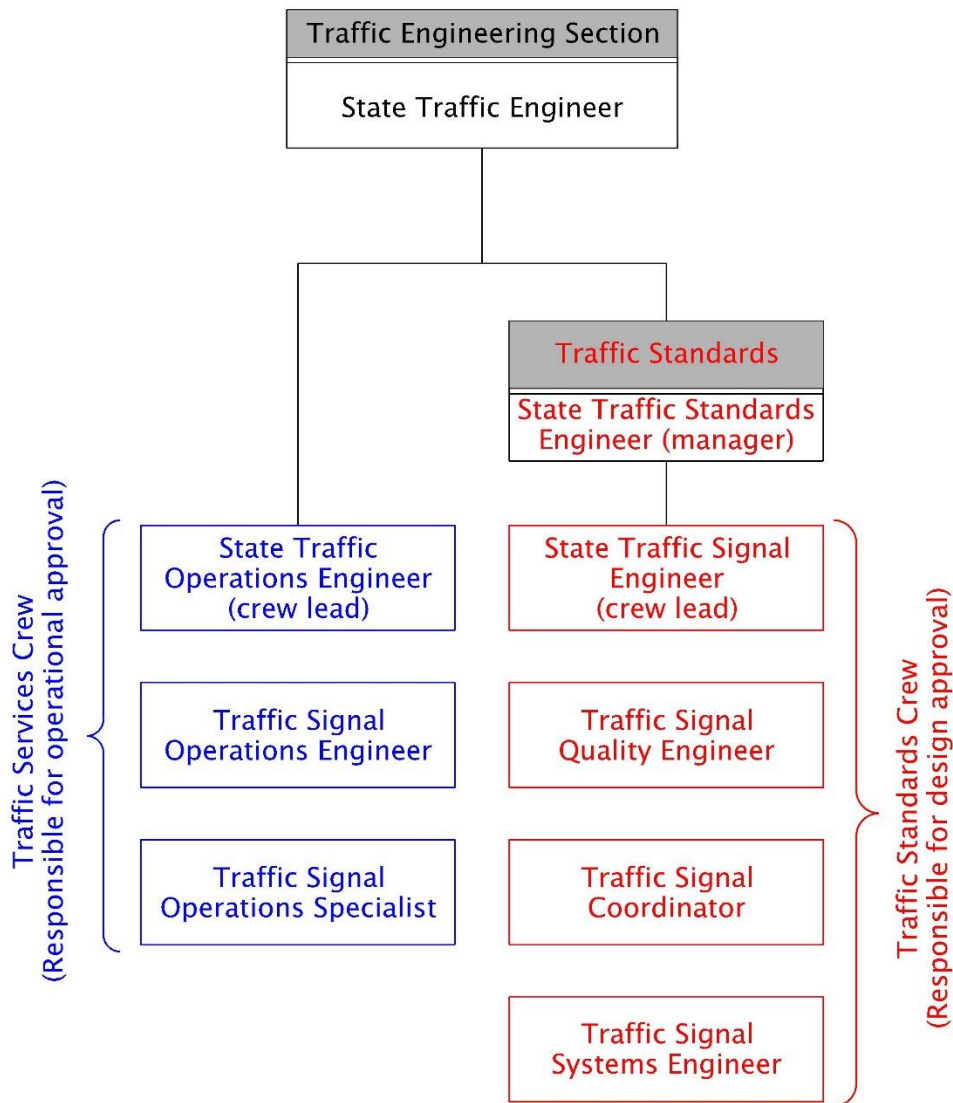 Traffic Engineering Section
State Traffic Engineer
Traffic Standards
State Traffic Standards
Engineer (manager)
Traffic Services Crew
(Responsible for operational approval)
State Traffic
Operations Engineer
(crew lead)
Traffic Signal
Operations Engineer
Traffic Signal
Operations Specialist
State Traffic Signal
Engineer
(crew lead)
Traffic Signal
Quality Engineer
Traffic Signal
Coordinator
Traffic Signal
Systems Engineer
Traffic Standards Crew
(Responsible for design approval)